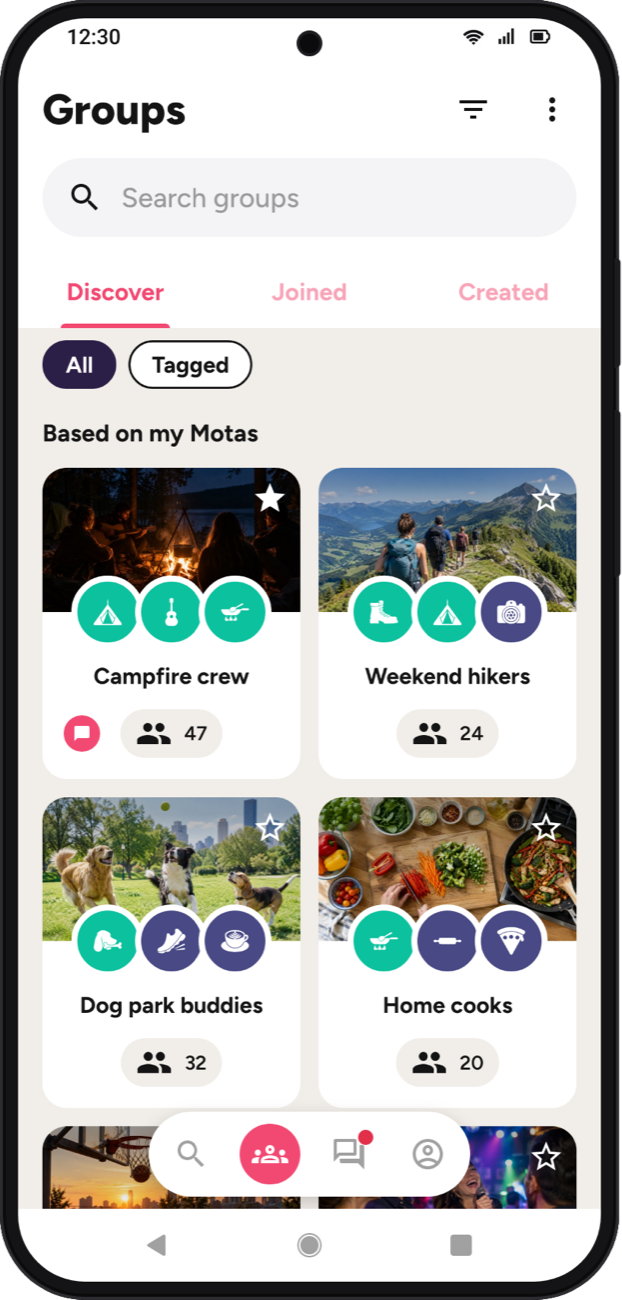 12:30
Groups
Search groups
Discover Joined Created
All Tagged
Based on my Motas
Campfire crew
Weekend hikers
47
24
Dog park buddies
Home cooks
32
20